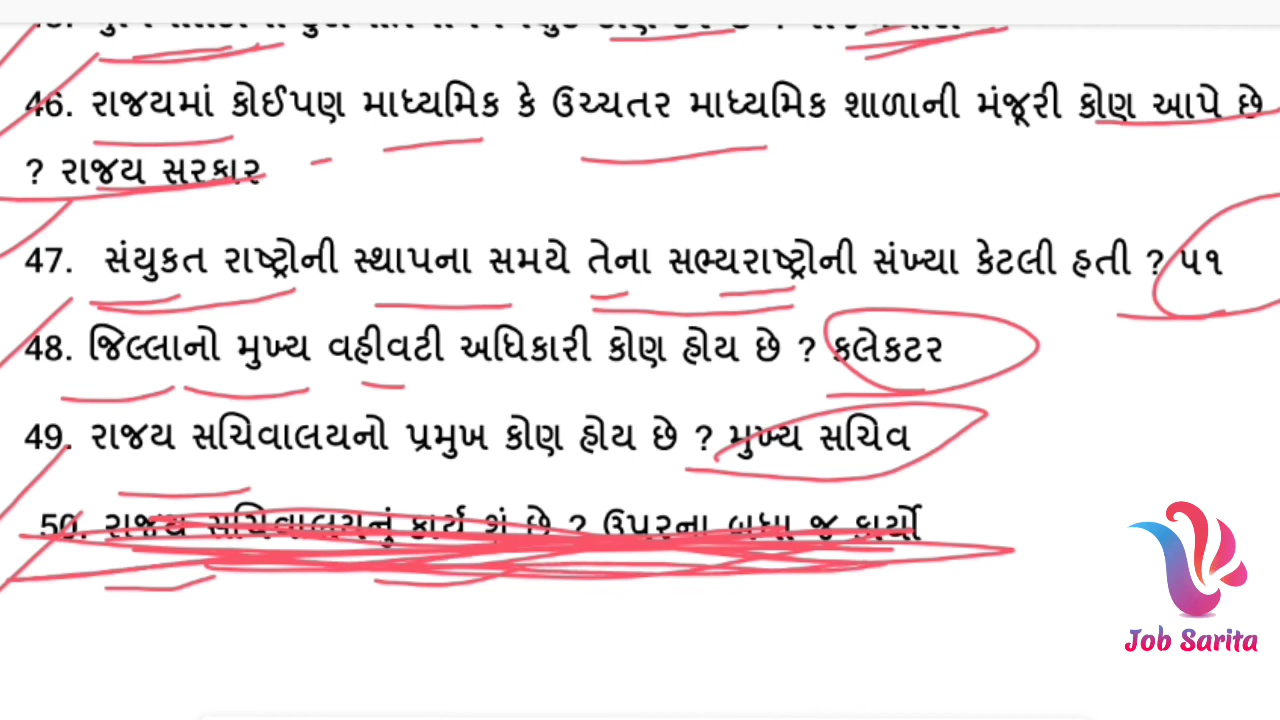 46. રાજયમાં કોઈપણ માધ્યમિક કે ઉચ્ચતર માધ્યમિક શાળાની મંજૂરી કોણ આપે છે
? રાજય સરકાર
47. સંયુકત રાષ્ટ્રોની સ્થાપના સમયે તેના સભ્યરાષ્ટ્રોની સંખ્યા કેટલી હતી ? ૫૧
48. જિલ્લાનો મુખ્ય વહીવટી અધિકારી કોણ હોય છે ? કલેકટર
49. રાજય સચિવાલયનો પ્રમુખ કોણ હોય છે ? મુખ્ય સચિવ
50. રાજય સચિવાલયનું કાર્ય શું છે ? ઉપરના બધા જ કાર્યો
Job Sarita